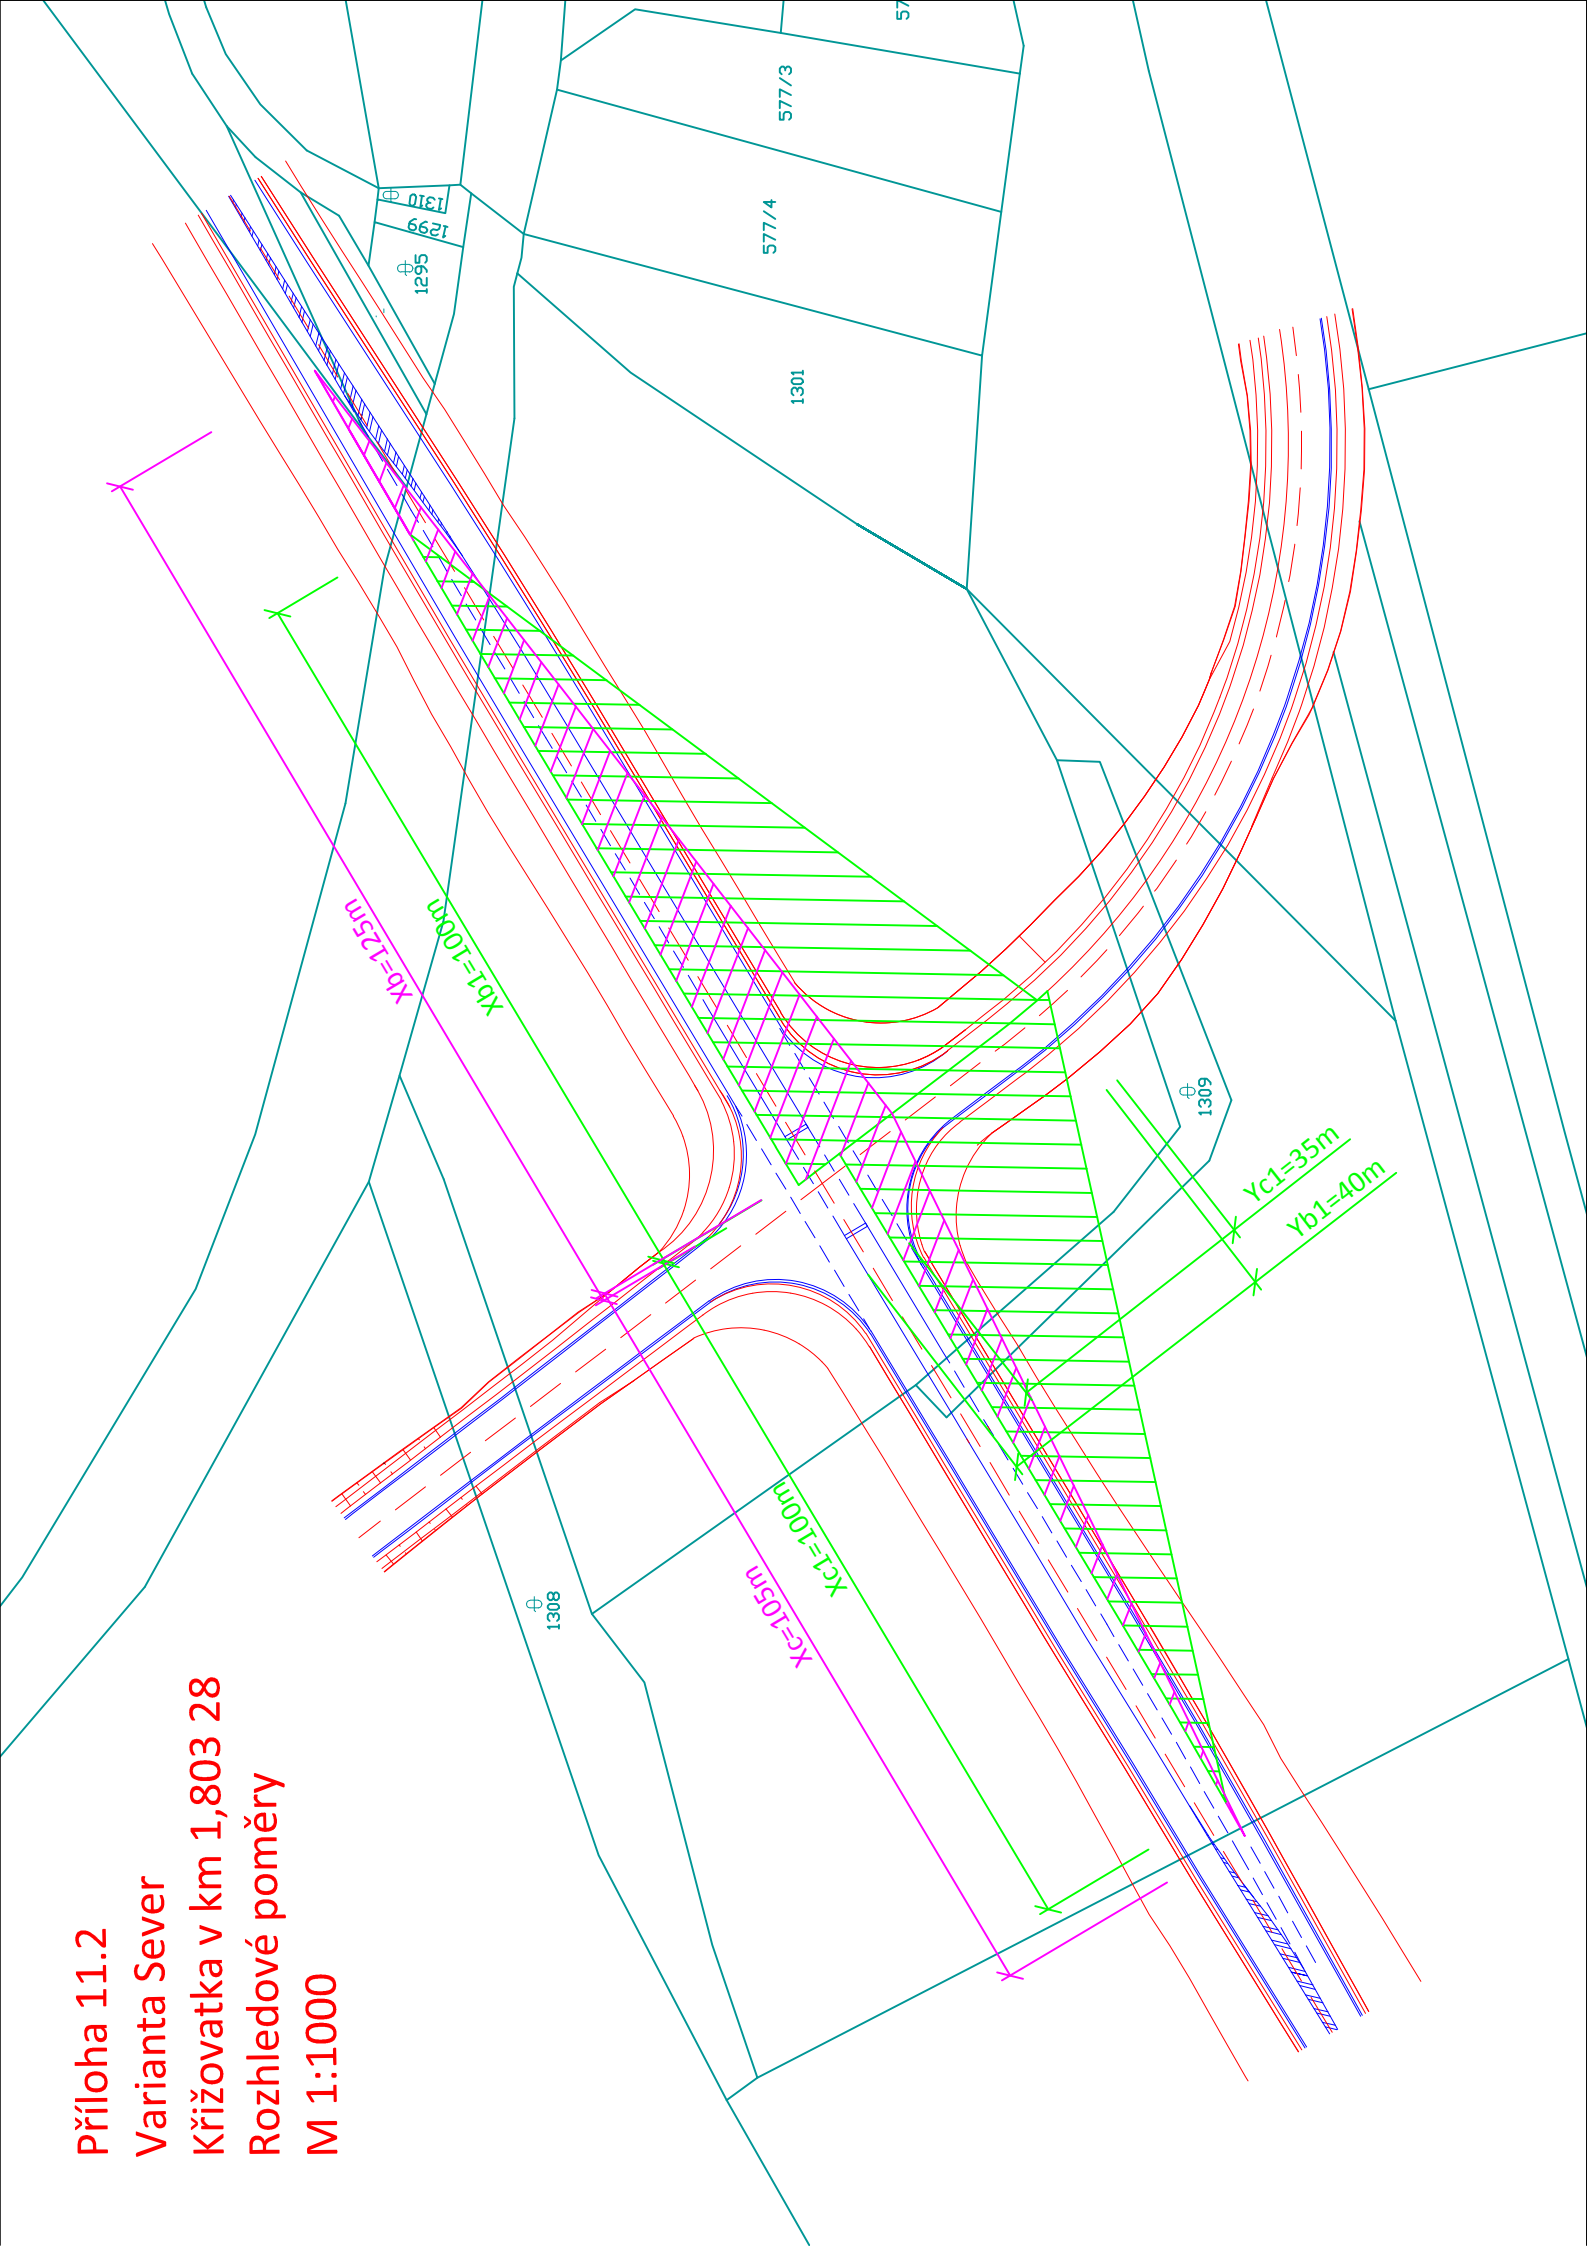 Příloha 11.2
Varianta Sever
Křižovatka v km 1,803 28
Rozhledové poměry
M 1:1000
577/3
577/4
1310
1299
1295
1301
Xb=125m
Xb1=100m
1309
Yc1=35m
Yb1=40m
Xc1=100m
Xc=105m
1308
57